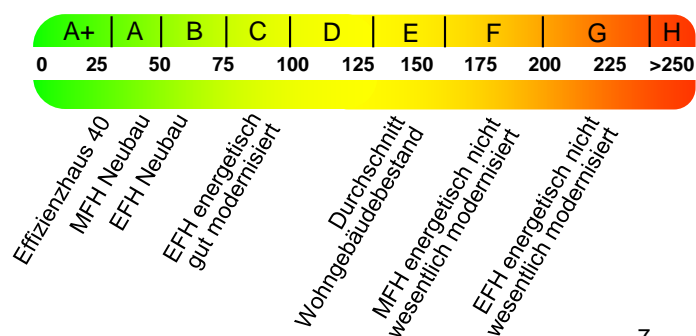 A+ A B C D E F G H
0 25 50 75 100 125 150 175 200 225 >250
Effizienzhaus 40
MFH Neubau
EFH Neubau
EFH energetisch
gut modernisiert
Durchschnitt
Wohngebäudebestand
MFH energetisch nicht
wesentlich modernisiert
EFH energetisch nicht
wesentlich modernisiert